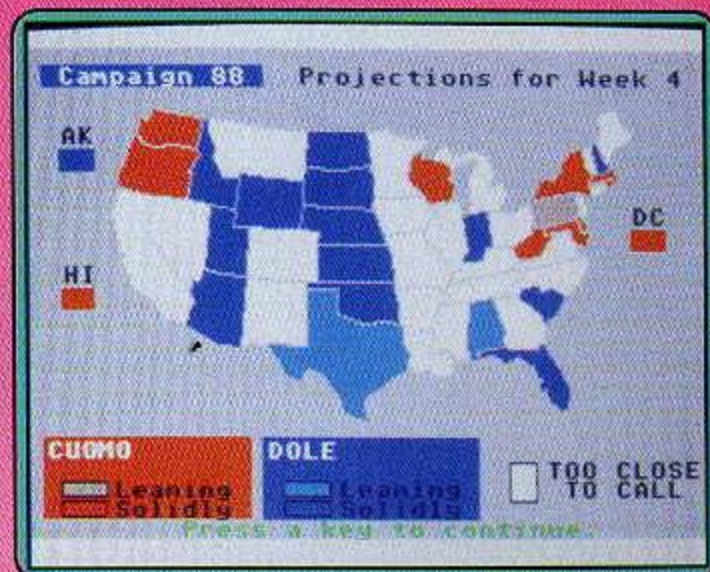 Campaign 88 Projections for Week 4
AK
DC
HI
CUOMO
Leaning
Solidly
DOLE
Leaning
Solidly
TOO CLOSE
TO CALL
Press a key to continue.